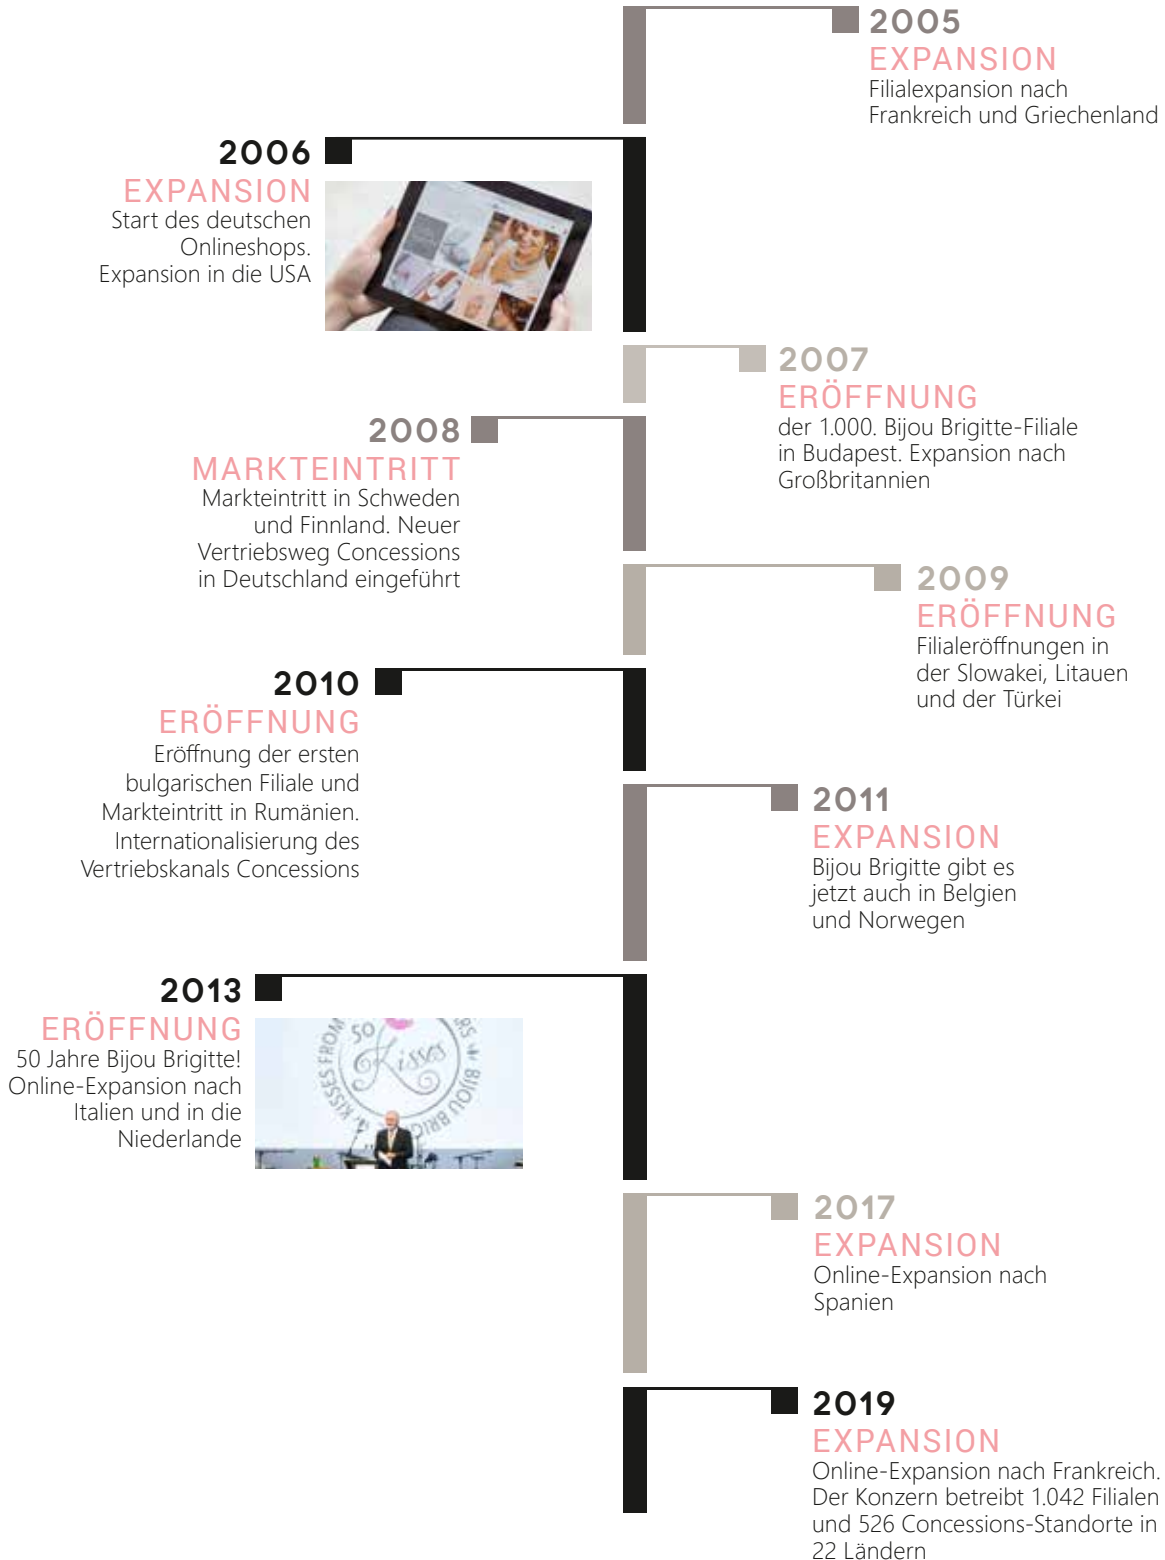 2005
EXPANSION
Filialexpansion nach
Frankreich und Griechenland
2006
EXPANSION
Start des deutschen
Onlineshops.
Expansion in die USA
2007
ERÖFFNUNG
der 1.000. Bijou Brigitte-Filiale
in Budapest. Expansion nach
Großbritannien
2008
MARKTEINTRITT
Markteintritt in Schweden
und Finnland. Neuer
Vertriebsweg Concessions
in Deutschland eingeführt
2009
ERÖFFNUNG
Filialeröffnungen in
der Slowakei, Litauen
und der Türkei
2010
ERÖFFNUNG
Eröffnung der ersten
bulgarischen Filiale und
Markteintritt in Rumänien.
Internationalisierung des
Vertriebskanals Concessions
2011
EXPANSION
Bijou Brigitte gibt es
jetzt auch in Belgien
und Norwegen
2013
ERÖFFNUNG
50 Jahre Bijou Brigitte!
Online-Expansion nach
Italien und in die
Niederlande
50
Kisses
KISSES FROM
BIJOU
2017
EXPANSION
Online-Expansion nach
Spanien
2019
EXPANSION
Online-Expansion nach Frankreich.
Der Konzern betreibt 1.042 Filialen
und 526 Concessions-Standorte in
22 Ländern